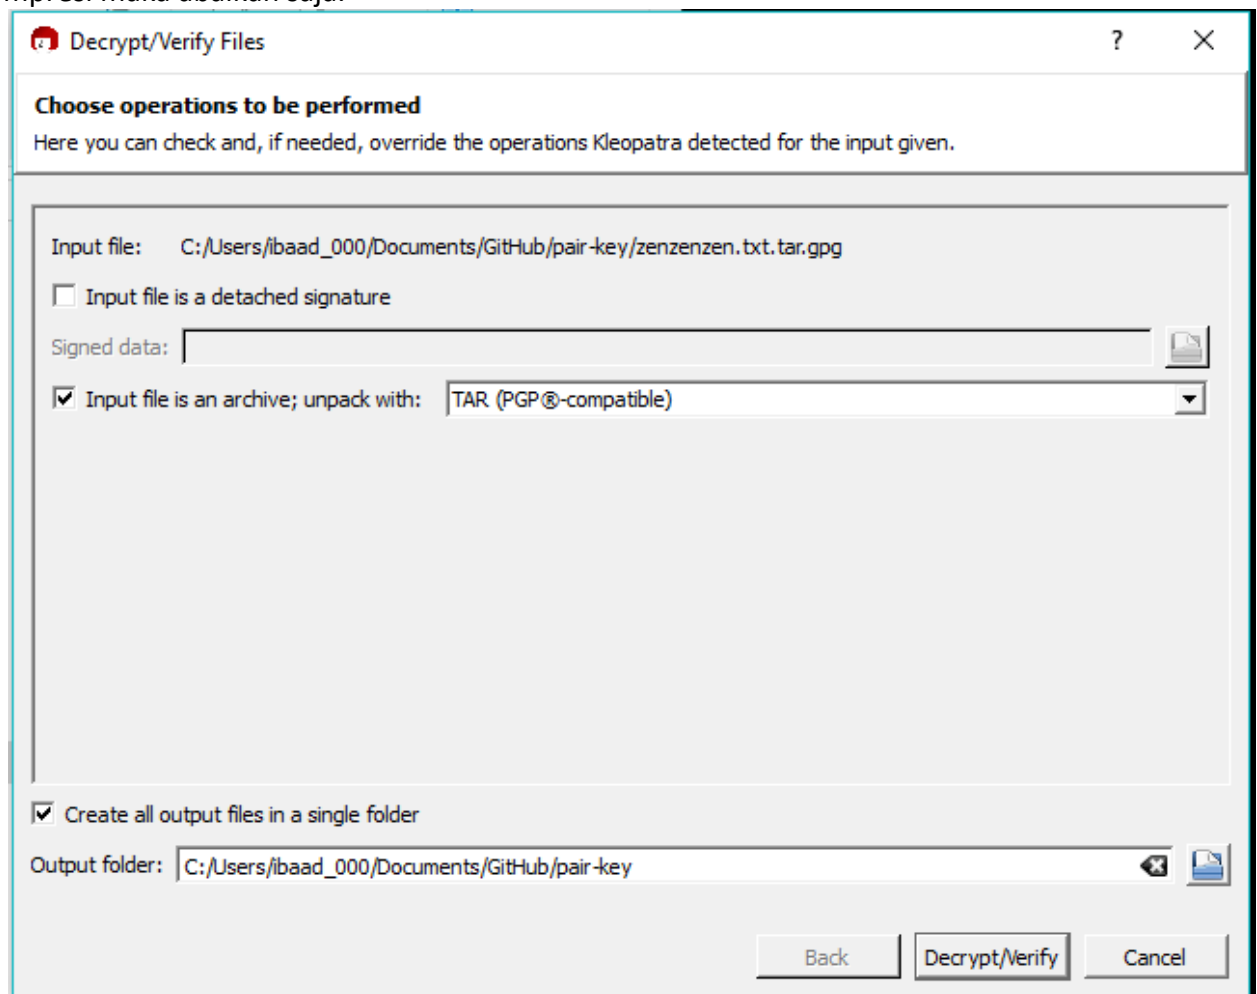 maka abaikan saja.
Decrypt/Verify Files
Choose operations to be performed
Here you can check and, if needed, override the operations Kleopatra detected for the input given.
Input file: C:/Users/ibaad_000/Documents/GitHub/pair-key/zenzenzen.txt.tar.gpg
Input file is a detached signature
Signed data:
Input file is an archive; unpack with: TAR (PGP®-compatible)
Create all output files in a single folder
Output folder: C:/Users/ibaad_000/Documents/GitHub/pair-key
Back Decrypt/Verify Cancel